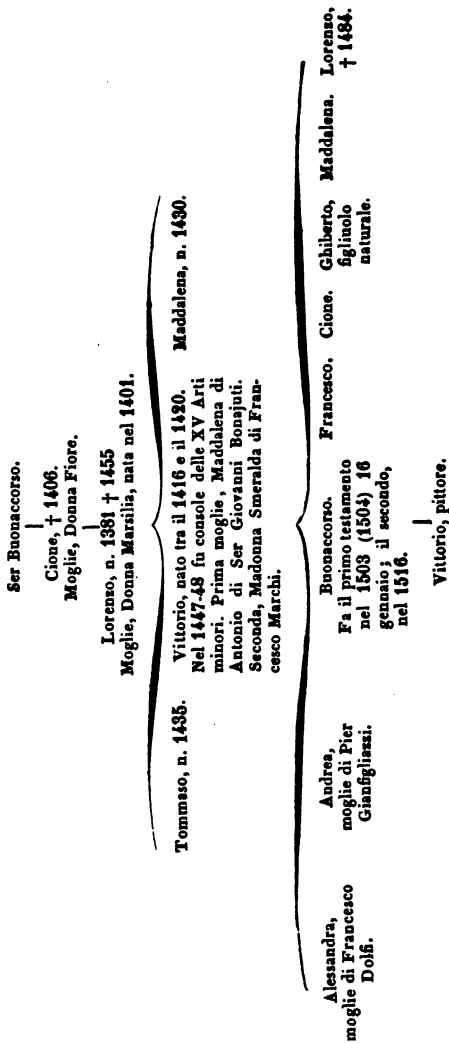 Ser Buonaccorso.
Cione, † 1406.
Moglie, Donna Fiore.
Lorenzo, n. 1381 † 1455
Moglie, Donna Marsilia, nata nel 1401.
Tommaso, n. 1435.
Vittorio, nato tra il 1416 e il 1420.
Nel 1447-48 fu console delle XV Arti
minori. Prima moglie, Maddalena di
Antonio di Ser Giovanni Bonajuti.
Seconda, Madonna Smeralda di Fran-
cesco Marchi.
Maddalena, n. 1430.
Alessandra,
moglie di Francesco
Dolfi.
Andrea,
moglie di Pier
Gianfigliassi.
Buonaccorso.
Fa il primo testamento
nel 1503 (1504) 16
gennaio; il secondo,
nel 1516.
Francesco.
Cione.
Ghiberto,
figliuolo
naturale.
Maddalena.
Lorenzo,
† 1484.
Vittorio, pittore.